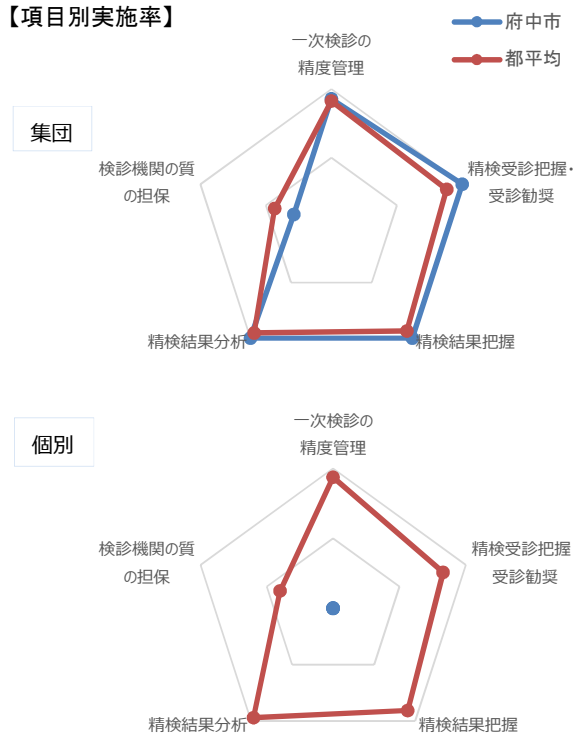 【項目別実施率】
府中市
都平均
集団
一次検診の
精度管理
精検受診把握・
受診勧奨
精検結果把握
精検結果分析
検診機関の質
の担保
個別
一次検診の
精度管理
精検受診把握
受診勧奨
精検結果把握
精検結果分析
検診機関の質
の担保